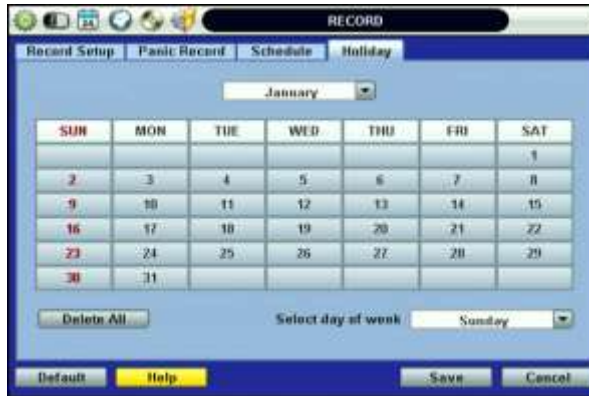 RECORD
Record Setup Panic Record Schedule Holiday
January
SUN MON TUE WED THU FRI SAT
1
2 3 4 5 6 7 8
9 10 11 12 13 14 15
16 17 18 19 20 21 22
23 24 25 26 27 28 29
30 31
Delete All Select day of week Sunday
Default Help Save Cancel